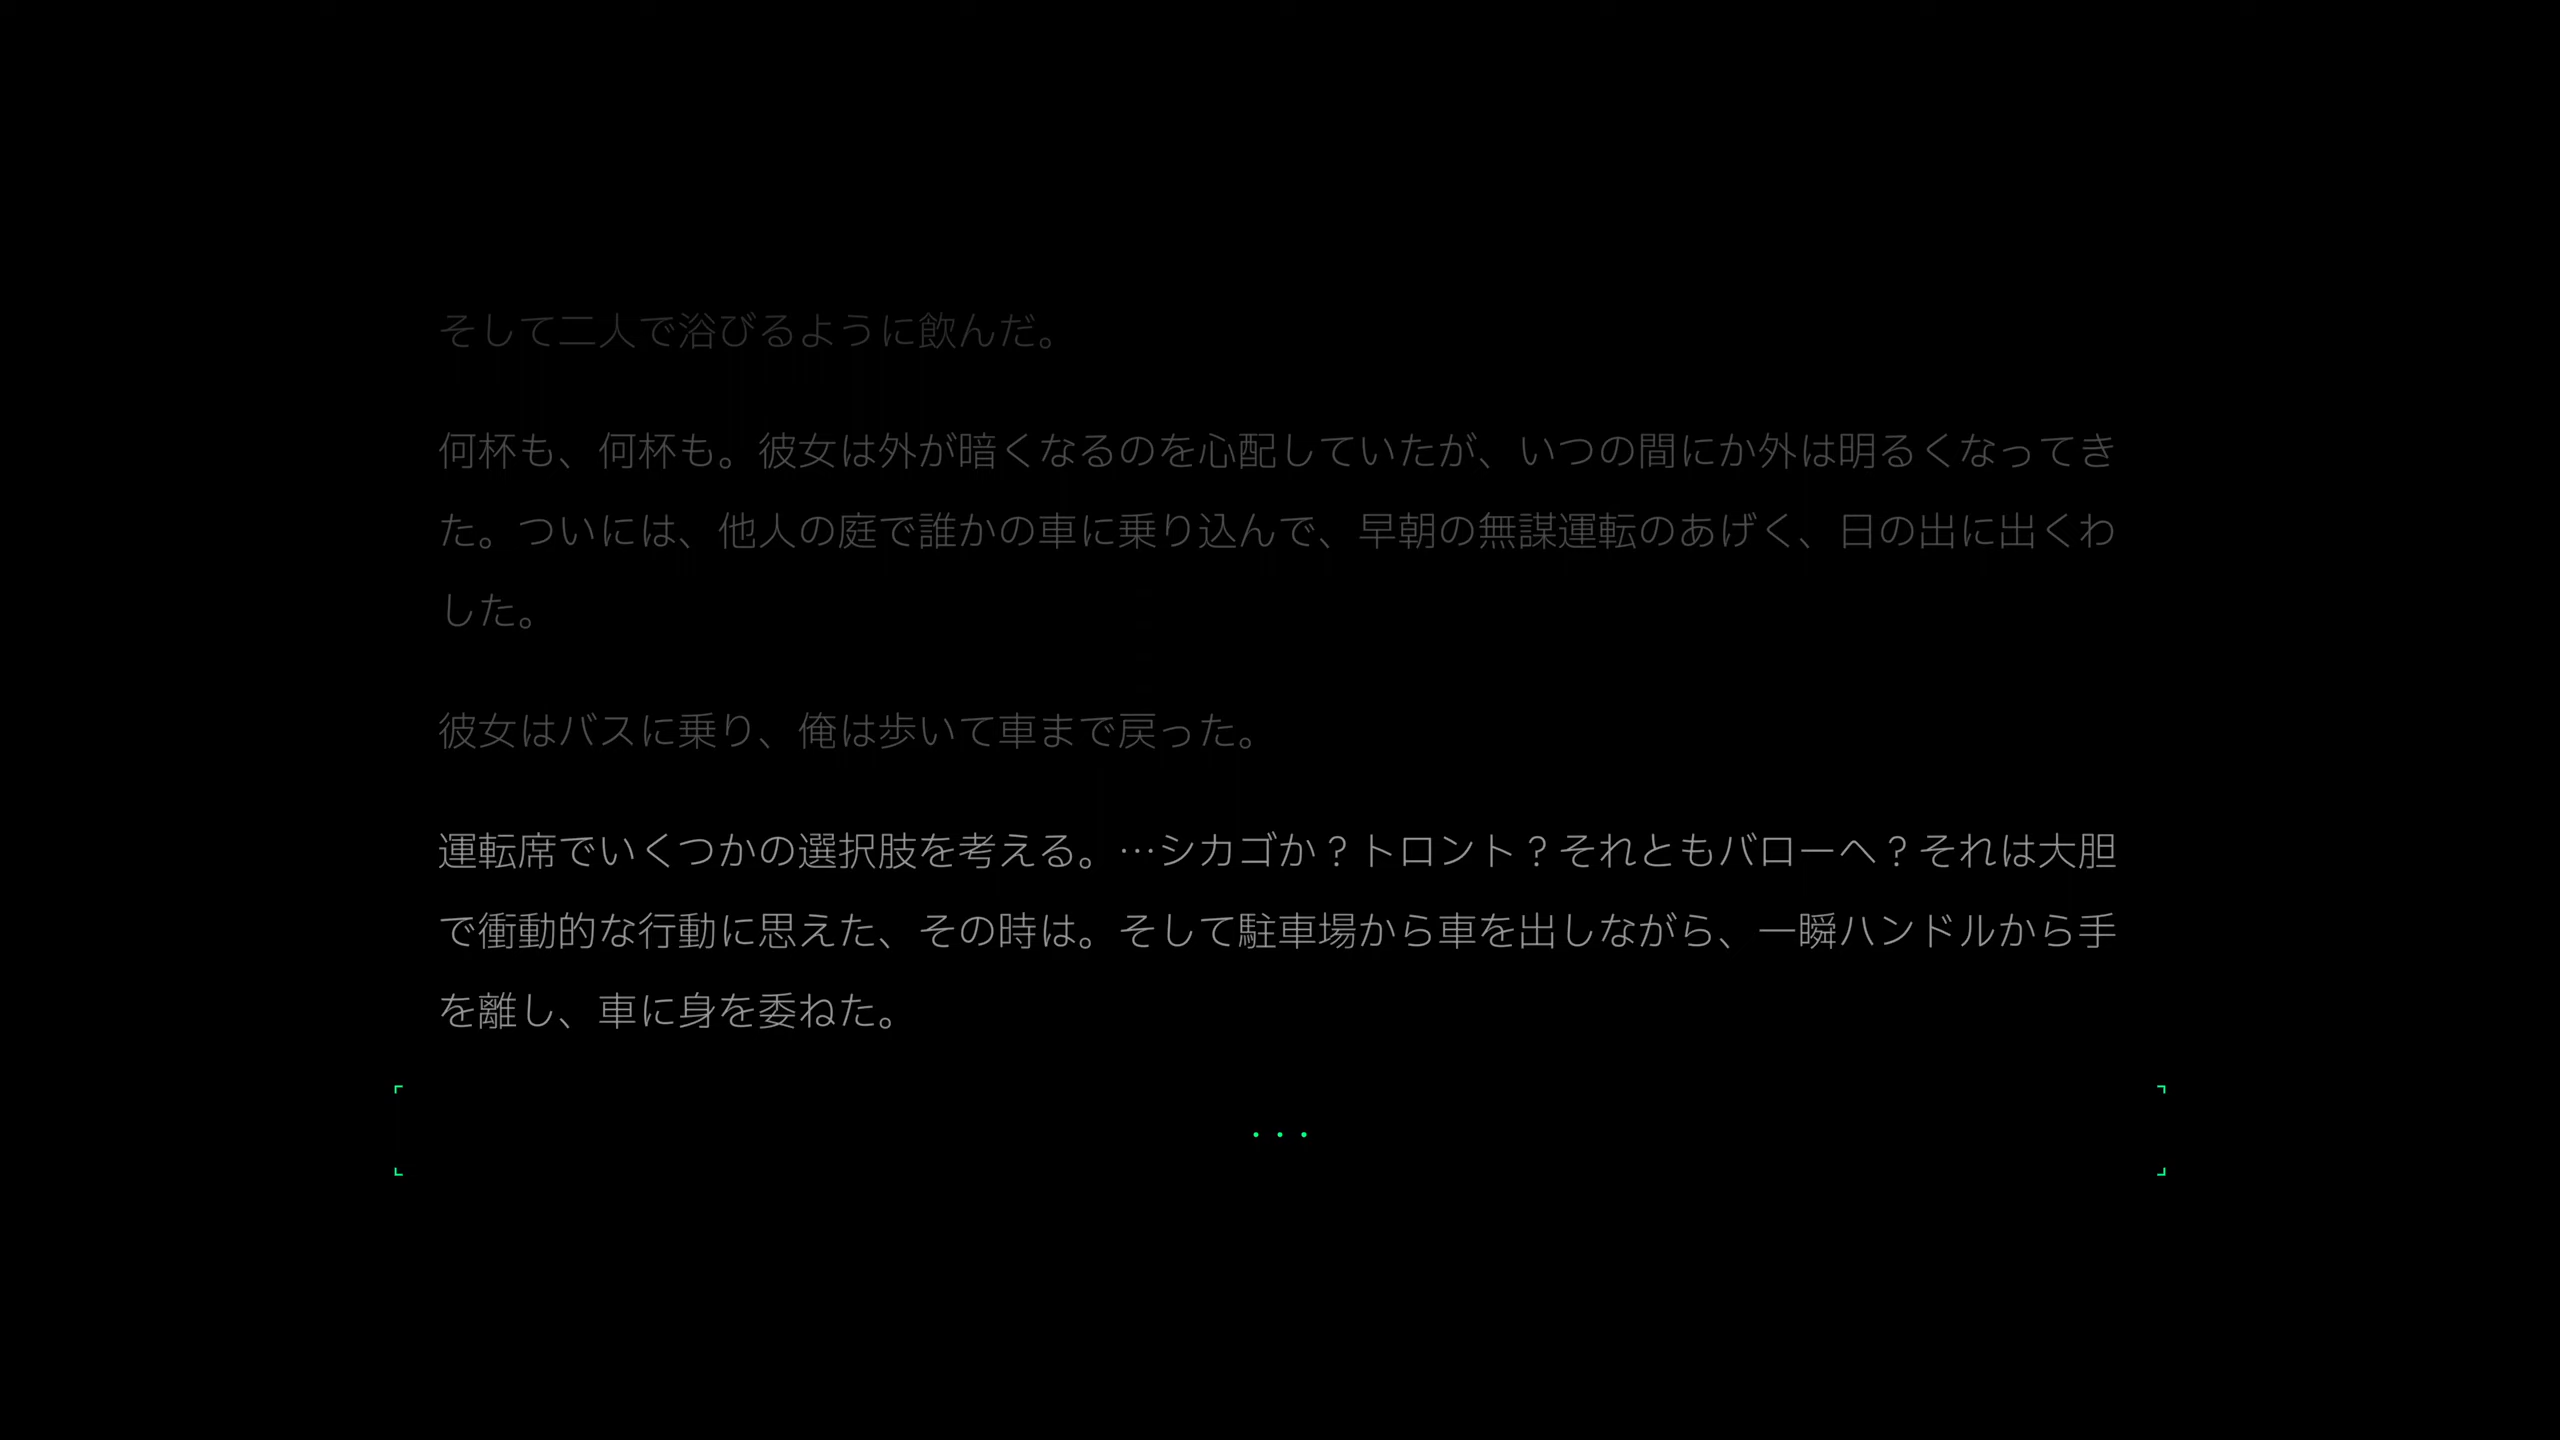 そして二人で浴びるように飲んだ。
何杯も、何杯も。彼女は外が暗くなるのを心配していたが、いつの間にか外は明るくなってき
た。ついには、他人の庭で誰かの車に乗り込んで、早朝の無謀運転のあげく、日の出に出くわ
した。
彼女はバスに乗り、俺は歩いて車まで戻った。
運転席でいくつかの選択肢を考える。…シカゴか？トロント？それともバローへ？それは大胆
で衝動的な行動に思えた、その時は。そして駐車場から車を出しながら、一瞬ハンドルから手
を離し、車に身を委ねた。
...